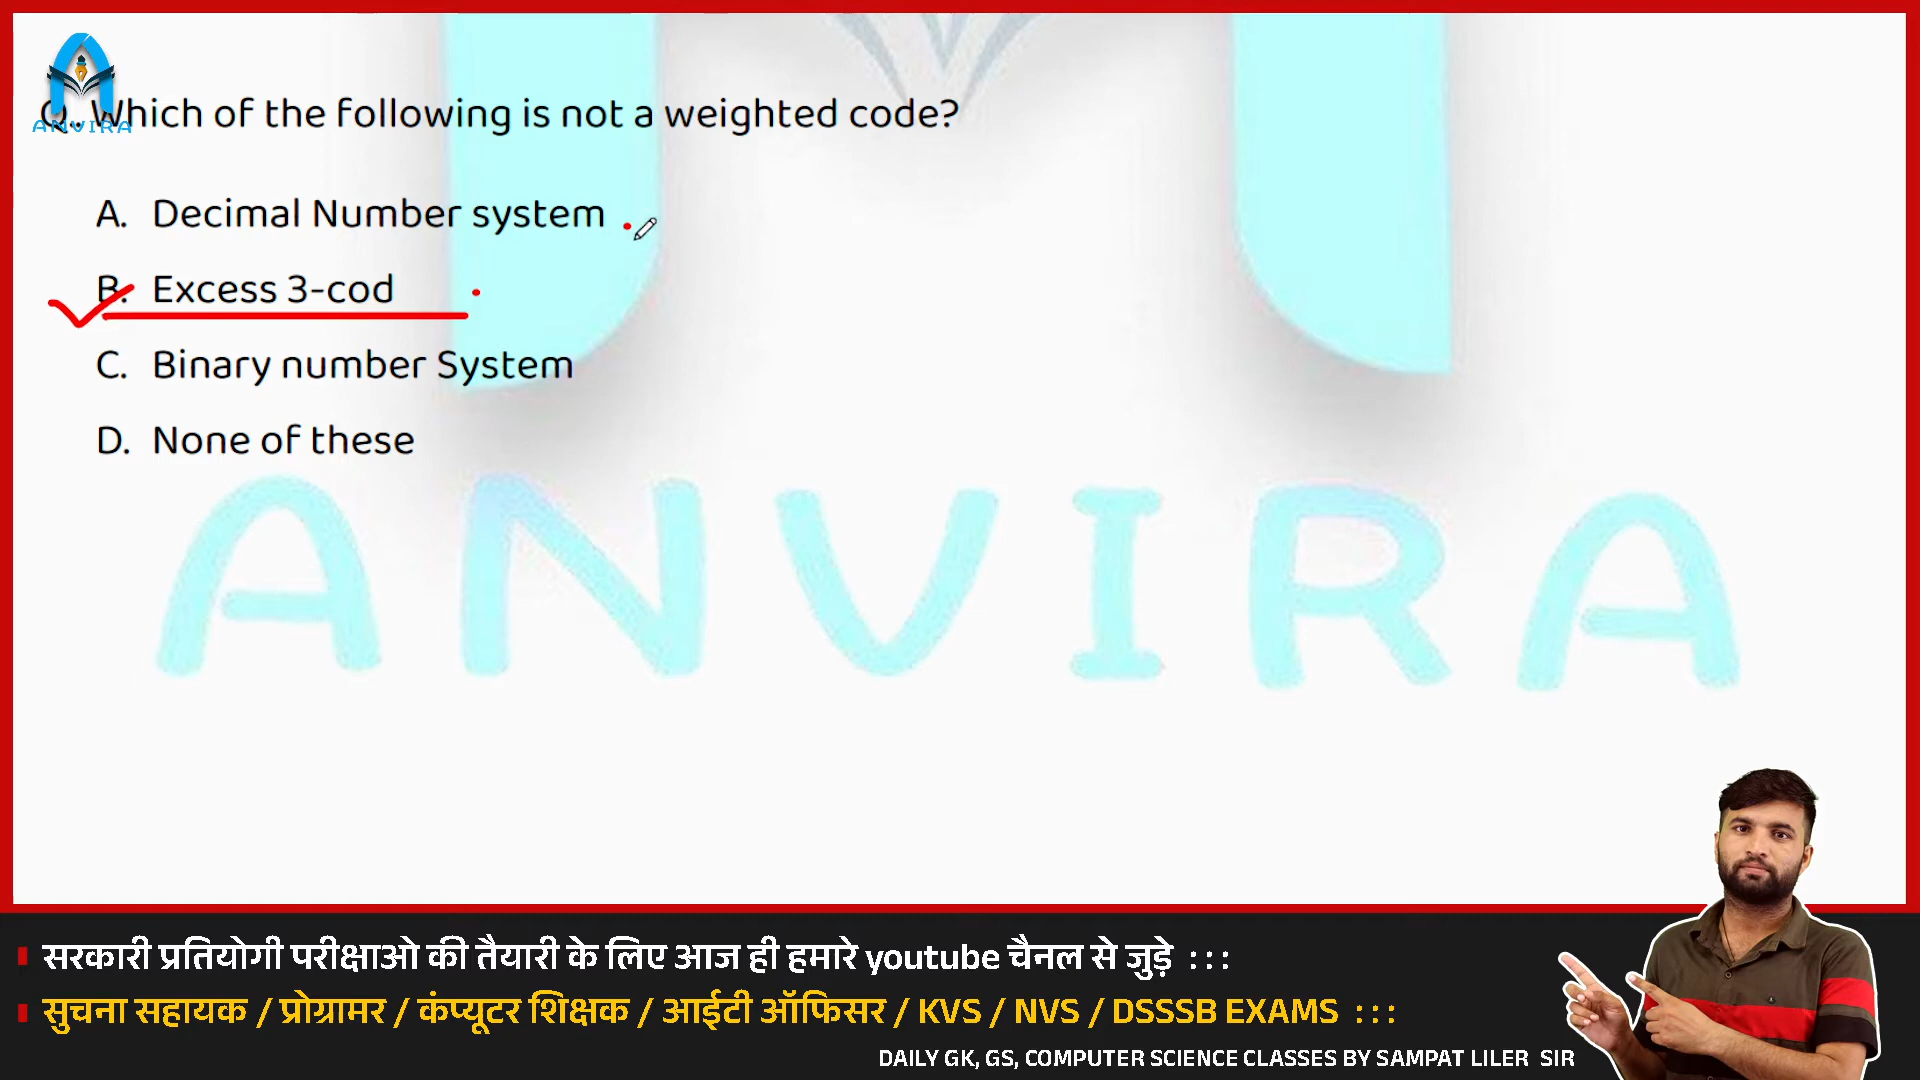 ANVIRA
Q. Which of the following is not a weighted code?
A. Decimal Number system
B. Excess 3-cod
C. Binary number System
D. None of these
ANVIRA
सरकारी प्रतियोगी परीक्षाओ की तैयारी के लिए आज ही हमारे youtube चैनल से जुड़े :::
सुचना सहायक / प्रोग्रामर / कंप्यूटर शिक्षक / आईटी ऑफिसर / KVS / NVS / DSSSB EXAMS :::
DAILY GK, GS, COMPUTER SCIENCE CLASSES BY SAMPAT LILER SIR